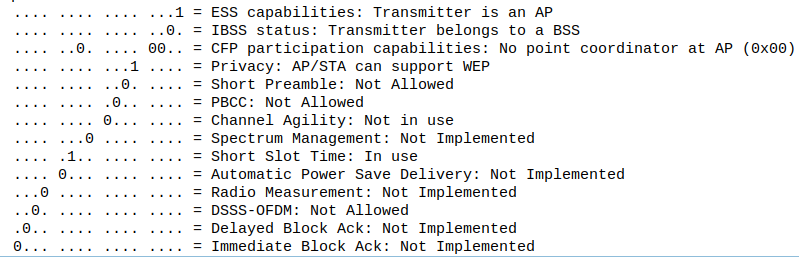 .... .... .... ...1 = ESS capabilities: Transmitter is an AP
.... .... .... ..0. = IBSS status: Transmitter belongs to a BSS
.... ..0. .... 00.. = CFP participation capabilities: No point coordinator at AP (0x00)
.... .... ...1 .... = Privacy: AP/STA can support WEP
.... .... ..0. .... = Short Preamble: Not Allowed
.... .... .0.. .... = PBCC: Not Allowed
.... .... 0... .... = Channel Agility: Not in use
.... ...0 .... .... = Spectrum Management: Not Implemented
.... .1.. .... .... = Short Slot Time: In use
.... 0... .... .... = Automatic Power Save Delivery: Not Implemented
...0 .... .... .... = Radio Measurement: Not Implemented
..0. .... .... .... = DSSS-OFDM: Not Allowed
.0.. .... .... .... = Delayed Block Ack: Not Implemented
0... .... .... .... = Immediate Block Ack: Not Implemented